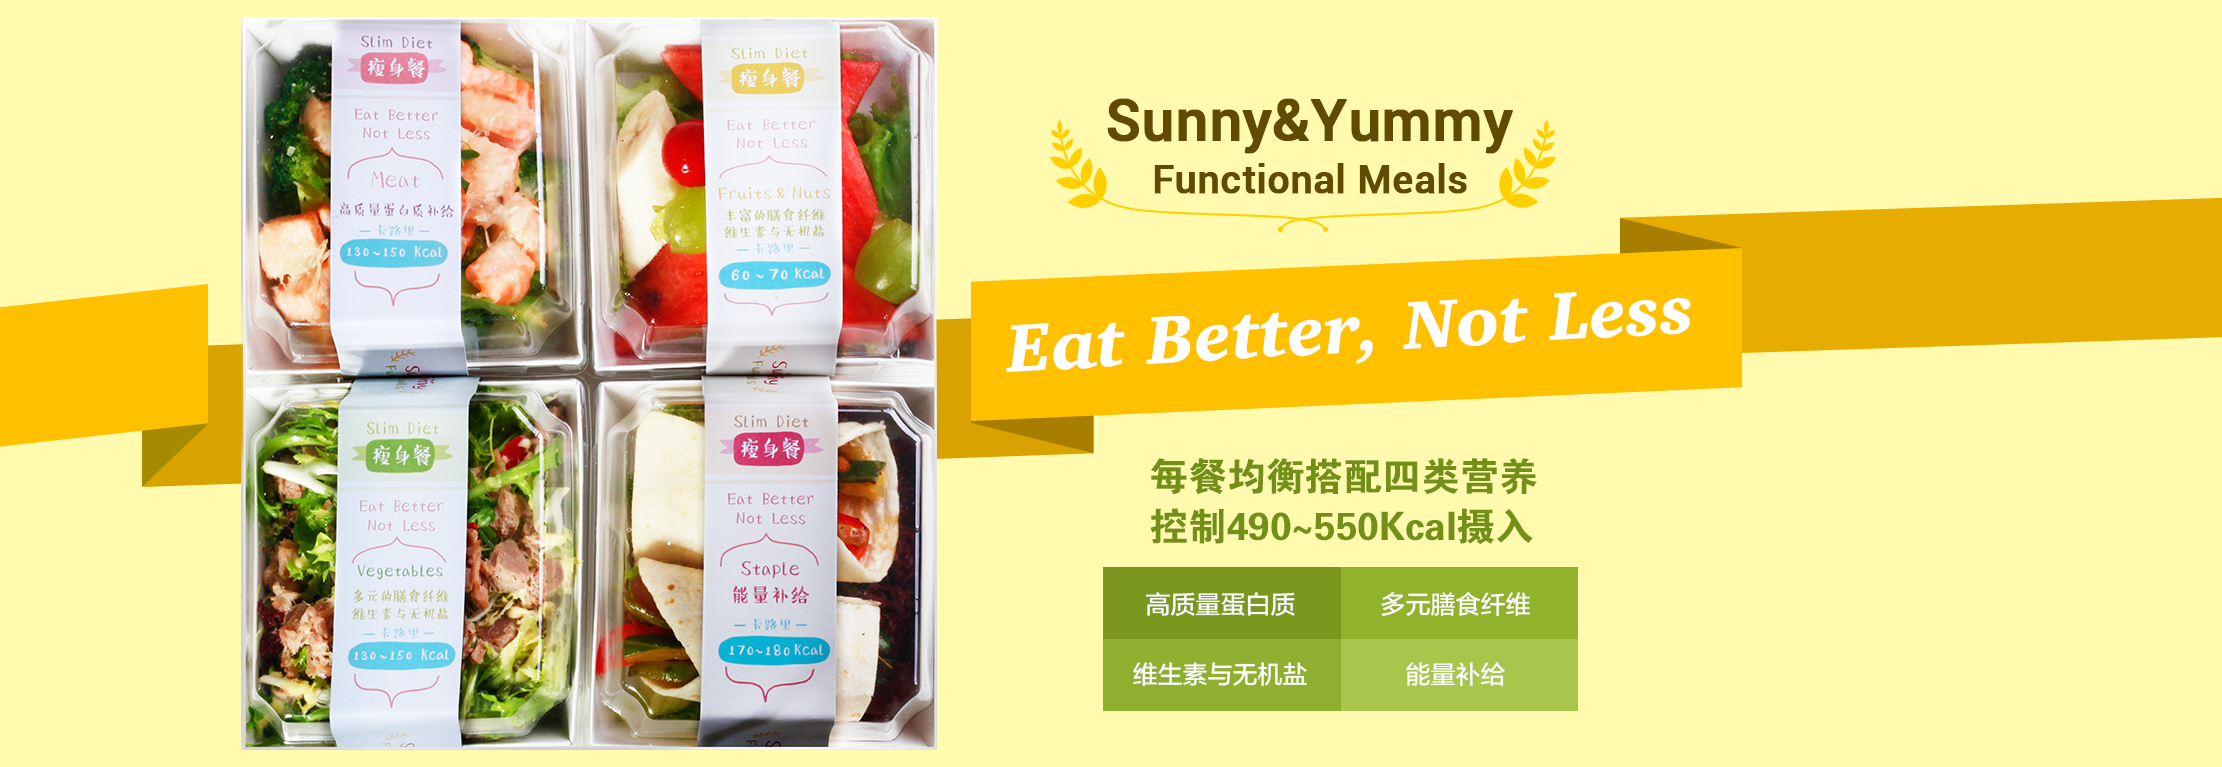 Slim Diet
瘦身餐
Eat Better
Not Less
Meat
高质量蛋白质补给
卡路里
130~150 Kcal
Slim Diet
瘦身餐
Eat Better
Not Less
Fruits & Nuts
丰富的膳食纤维
维生素与无机盐
卡路里
60~70 Kcal
Slim Diet
瘦身餐
Eat Better
Not Less
Vegetables
多元的膳食纤维
维生素与无机盐
卡路里
130~150 Kcal
Slim Diet
瘦身餐
Eat Better
Not Less
Staple
能量补给
卡路里
170~180 Kcal
Sunny&Yummy
Functional Meals
Eat Better, Not Less
每餐均衡搭配四类营养
控制490~550Kcal摄入
高质量蛋白质
多元膳食纤维
维生素与无机盐
能量补给